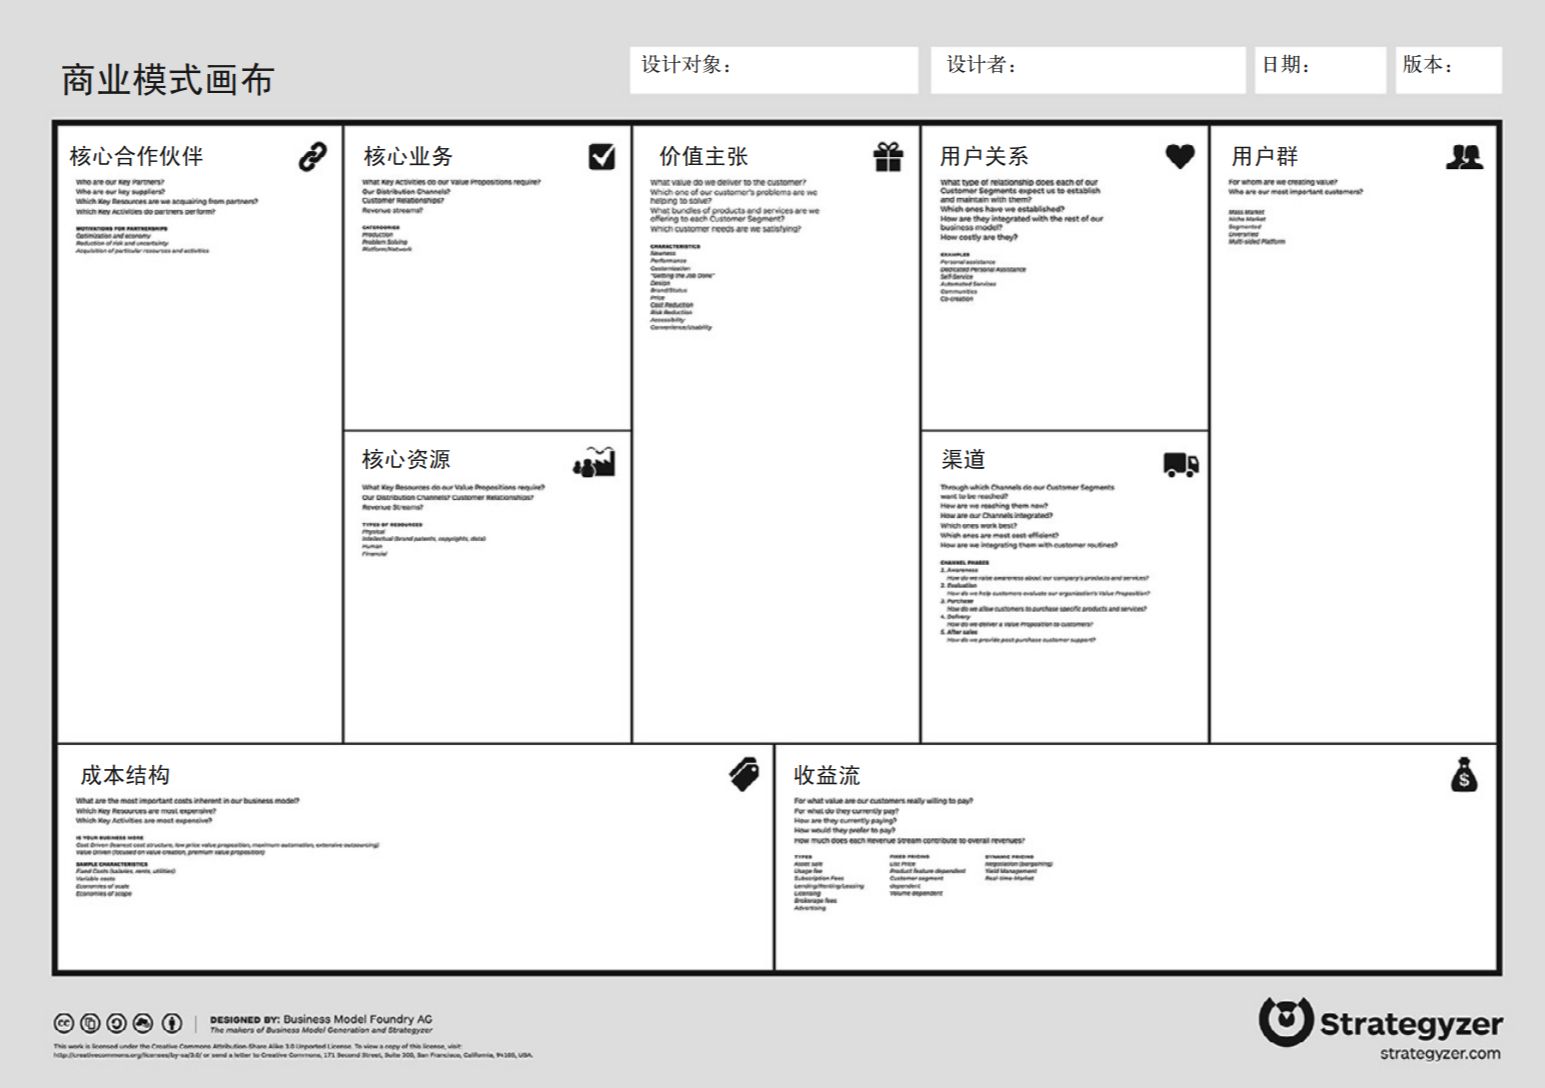 商业模式画布
设计对象：
设计者：
日期：
版本：
核心合作伙伴
Who are our Key Partners?
Who are our key suppliers?
Which Key Resources are we acquiring from partners?
Which Key Activities do partners perform?
MOTIVATIONS FOR PARTNERSHIPS
Optimization and economy
Reduction of risk and uncertainty
Acquisition of particular resources and activities
核心业务
What Key Activities do our Value Propositions require?
Our Distribution Channels?
Customer Relationships?
Revenue streams?
CATERGORIES
Production
Problem Solving
Platform/Network
核心资源
What Key Resources do our Value Propositions require?
Our Distribution Channels? Customer Relationships?
Revenue Streams?
TYPES OF RESOURCES
Physical
Intellectual (brand patents, copyrights, data)
Human
Financial
价值主张
What value do we deliver to the customer?
Which one of our customer's problems are we
helping to solve?
What bundles of products and services are we
offering to each Customer Segment?
Which customer needs are we satisfying?
CHARACTERISTICS
Newness
Performance
Customization
"Getting the Job Done"
Design
Brand/Status
Price
Cost Reduction
Risk Reduction
Accessibility
Convenience/Usability
用户关系
What type of relationship does each of our
Customer Segments expect us to establish
and maintain with them?
Which ones have we established?
How are they integrated with the rest of our
business model?
How costly are they?
EXAMPLES
Personal assistance
Dedicated Personal Assistance
Self-Service
Automated Services
Communities
Co-creation
渠道
Through which Channels do our Customer Segments
want to be reached?
How are we reaching them now?
How are our Channels integrated?
Which ones work best?
Which ones are most cost-efficient?
How are we integrating them with customer routines?
CHANNEL PHASES
1. Awareness
How do we raise awareness about our company's products and services?
2. Evaluation
How do we help customers evaluate our organization's Value Proposition?
3. Purchase
How do we allow customers to purchase specific products and services?
4. Delivery
How do we deliver a Value Proposition to customers?
5. After sales
How do we provide post-purchase customer support?
用户群
For whom are we creating value?
Who are our most important customers?
Mass Market
Niche Market
Segmented
Diversified
Multi-sided Platform
成本结构
What are the most important costs inherent in our business model?
Which Key Resources are most expensive?
Which Key Activities are most expensive?
IS YOUR BUSINESS MORE
Cost Driven (leanest cost structure, low price value proposition, maximum automation, extensive outsourcing)
Value Driven (focused on value creation, premium value proposition)
SAMPLE CHARACTERISTICS
Fixed Costs (salaries, rents, utilities)
Variable costs
Economies of scale
Economies of scope
收益流
For what value are our customers really willing to pay?
For what do they currently pay?
How are they currently paying?
How would they prefer to pay?
How much does each Revenue Stream contribute to overall revenues?
TYPES
Asset sale
Usage fee
Subscription Fees
Lending/Renting/Leasing
Licensing
Brokerage fees
Advertising
FIXED PRICING
List Price
Product feature dependent
Customer segment
dependent
Volume dependent
DYNAMIC PRICING
Negotiation (bargaining)
Yield Management
Real-time-Market
$
cc
DESIGNED BY: Business Model Foundry AG
The makers of Business Model Generation and Strategyzer
This work is licensed under the Creative Commons Attribution-Share Alike 3.0 Unported License. To view a copy of this license, visit:
http://creativecommons.org/licenses/by-sa/3.0/ or send a letter to Creative Commons, 171 Second Street, Suite 300, San Francisco, California, 94105, USA.
Strategyzer
strategyzer.com